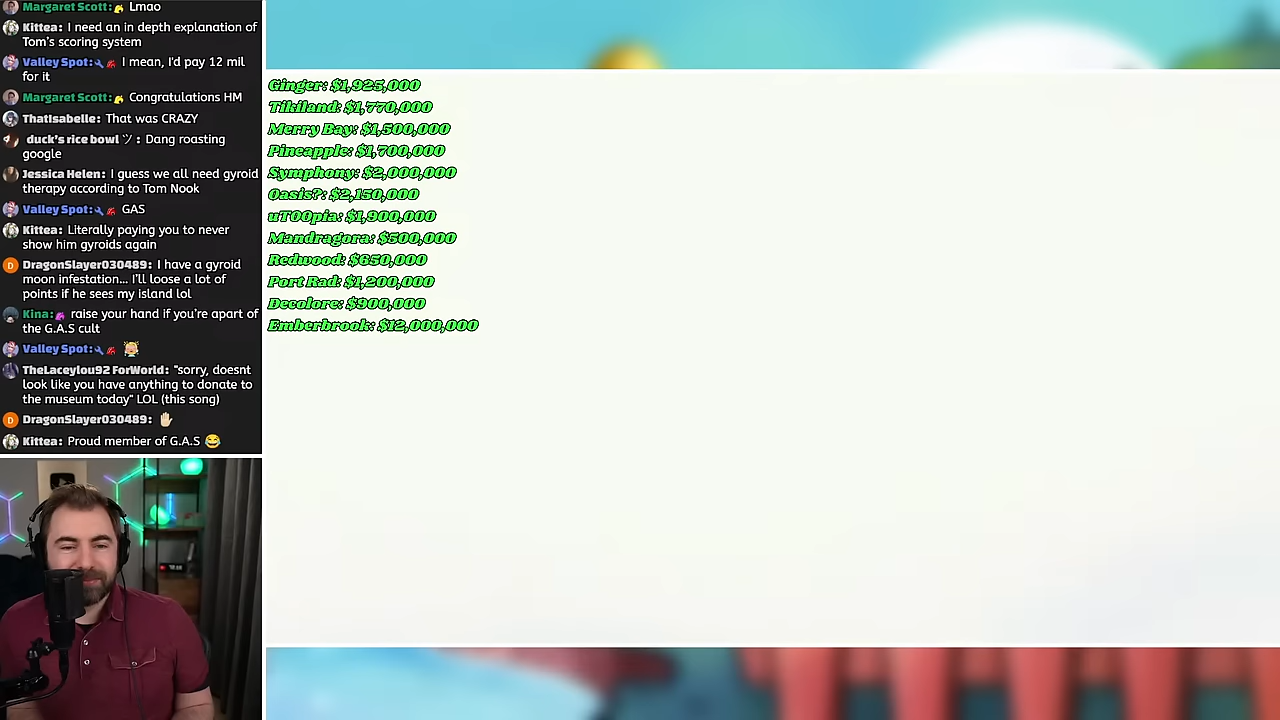 Margaret Scott: Lmao
Kittea: I need an in depth explanation of
Tom's scoring system
Valley Spot: I mean, I'd pay 12 mil
for it
Margaret Scott: Congratulations HM
ThatIsabelle: That was CRAZY
duck's rice bowl ツ: Dang roasting
google
Jessica Helen: I guess we all need gyroid
therapy according to Tom Nook
Valley Spot: GAS
Kittea: Literally paying you to never
show him gyroids again
D DragonSlayer030489: I have a gyroid
moon infestation... I'll loose a lot of
points if he sees my island lol
Kina: raise your hand if you're apart of
the G.A.S cult
Valley Spot:
TheLaceylou92 ForWorld: "sorry, doesnt
look like you have anything to donate to
the museum today" LOL (this song)
D DragonSlayer030489: ✋🏻
Kittea: Proud member of G.A.S 😂
Ginger: $1,925,000
Tikiland: $1,770,000
Merry Bay: $1,500,000
Pineapple: $1,700,000
Symphony: $2,000,000
Oasis?: $2,150,000
uTOOpia: $1,900,000
Mandragora: $500,000
Redwood: $650,000
Port Rad: $1,200,000
Decolore: $900,000
Emberbrook: $12,000,000